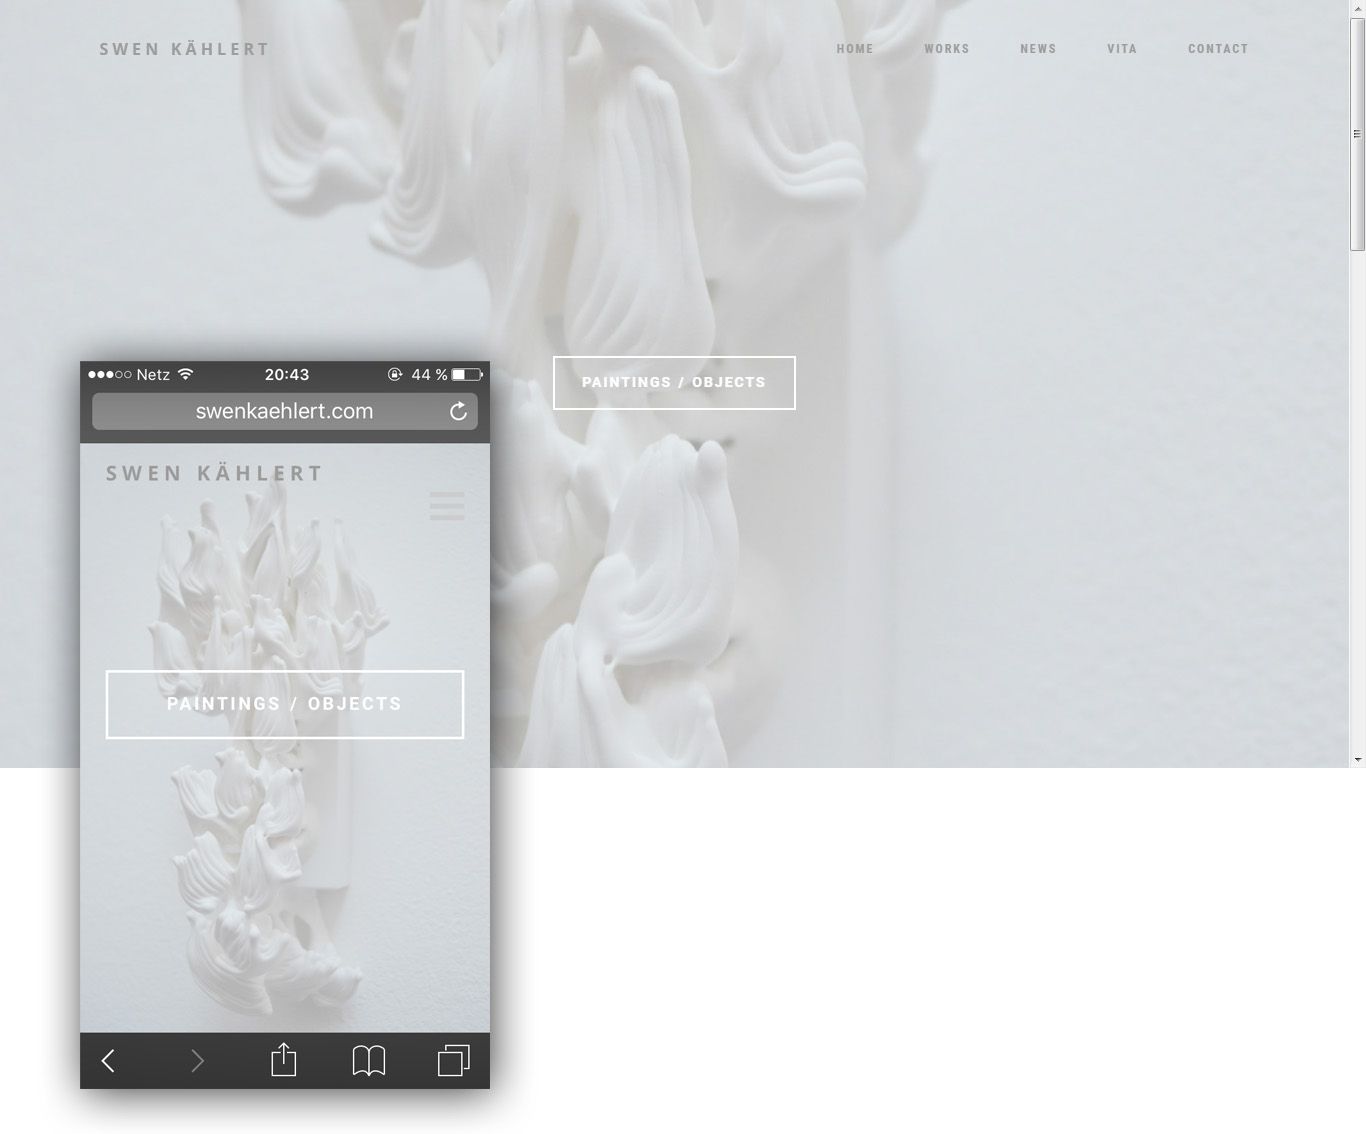 SWEN KÄHLERT
HOME WORKS NEWS VITA CONTACT
PAINTINGS / OBJECTS
Netz 20:43 44 %
swenkaehlert.com
SWEN KÄHLERT
PAINTINGS / OBJECTS